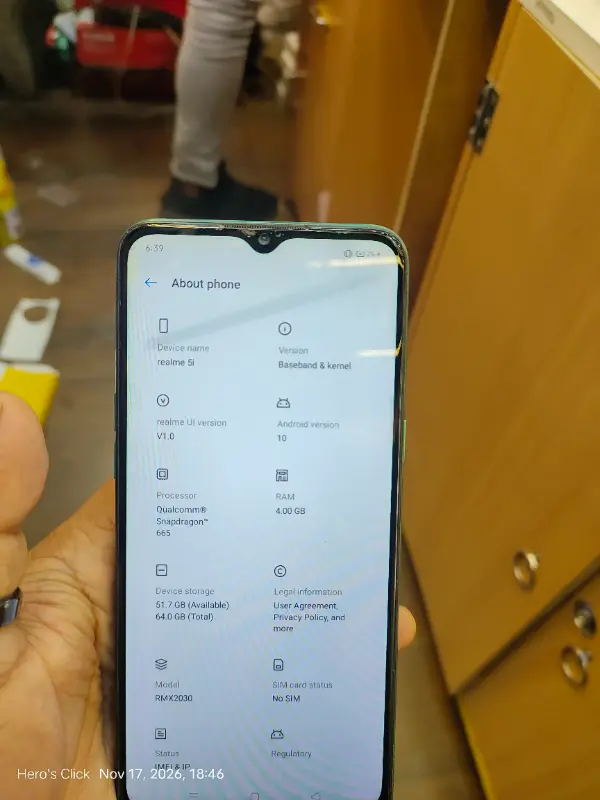 6:39
About phone
Device name
realme 5i
Version
Baseband & kernel
realme UI version
V1.0
Android version
10
Processor
Qualcomm®
Snapdragon™
665
RAM
4.00 GB
Device storage
51.7 GB (Available)
64.0 GB (Total)
Legal information
User Agreement,
Privacy Policy, and
more
Model
RMX2030
SIM card status
No SIM
Status
IMEI & IP
Regulatory
Hero's Click Nov 17, 2026, 18:46